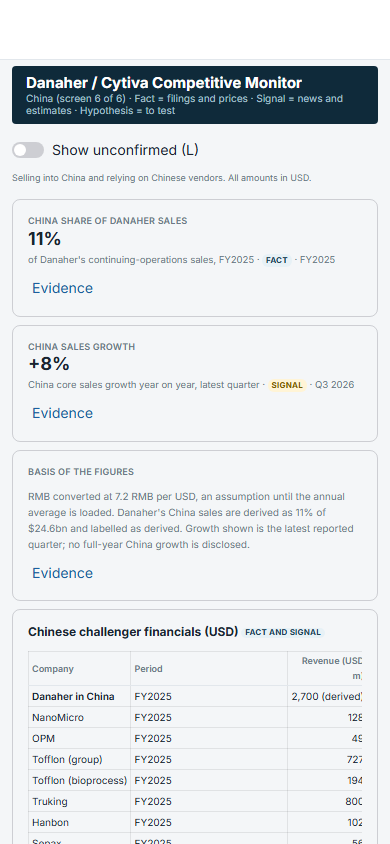 Danaher / Cytiva Competitive Monitor
China (screen 6 of 6) · Fact = filings and prices · Signal = news and
estimates · Hypothesis = to test
Show unconfirmed (L)
Selling into China and relying on Chinese vendors. All amounts in USD.
CHINA SHARE OF DANAHER SALES
11%
of Danaher's continuing-operations sales, FY2025 · FACT · FY2025
Evidence
CHINA SALES GROWTH
+8%
China core sales growth year on year, latest quarter · SIGNAL · Q3 2026
Evidence
BASIS OF THE FIGURES
RMB converted at 7.2 RMB per USD, an assumption until the annual
average is loaded. Danaher's China sales are derived as 11% of
$24.6bn and labelled as derived. Growth shown is the latest reported
quarter; no full-year China growth is disclosed.
Evidence
Chinese challenger financials (USD) FACT AND SIGNAL
Company Period Revenue (USD
m)
Danaher in China FY2025 2,700 (derived)
NanoMicro FY2025 128
OPM FY2025 49
Tofflon (group) FY2025 727
Tofflon (bioprocess) FY2025 194
Truking FY2025 800
Hanbon FY2025 102
Sepax FY2025 56